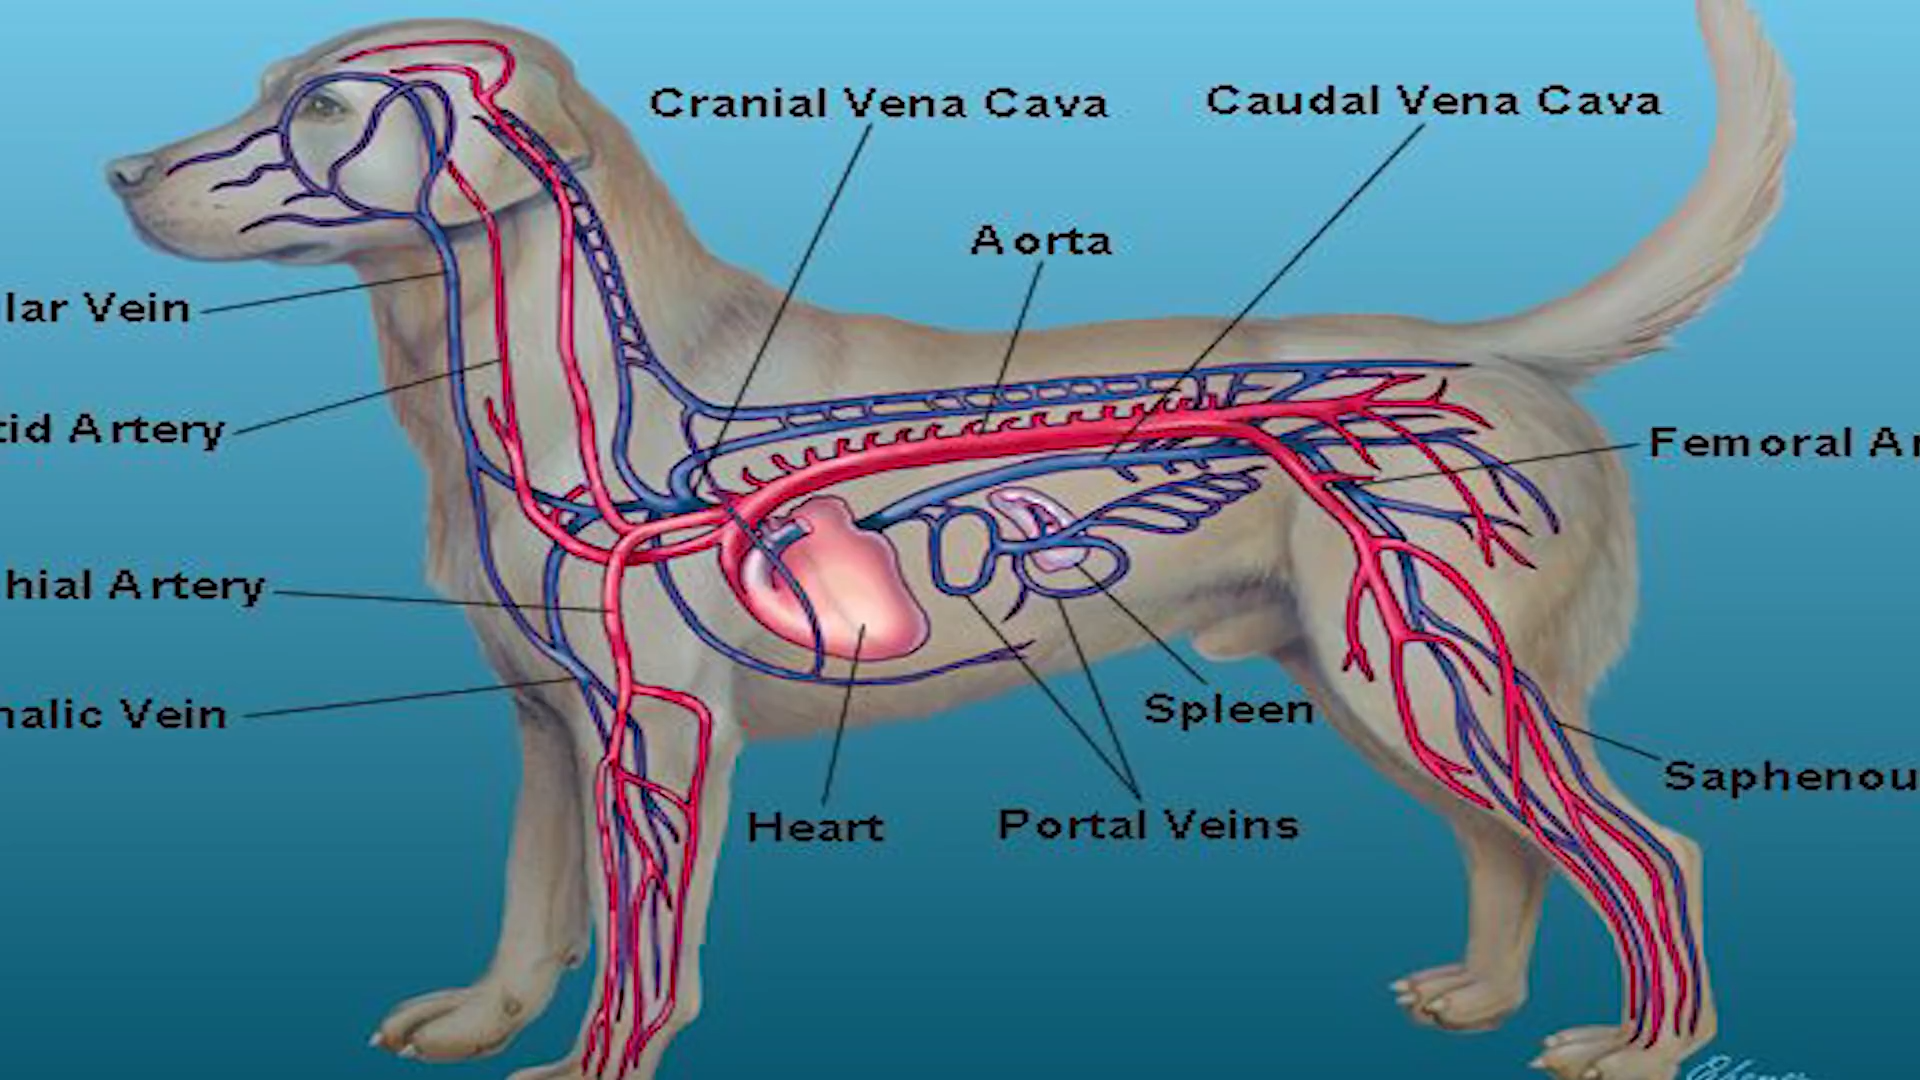 Cranial Vena Cava
Caudal Vena Cava
Aorta
lar Vein
tid Artery
Femoral Ar
hial Artery
halic Vein
Spleen
Saphenou
Heart
Portal Veins